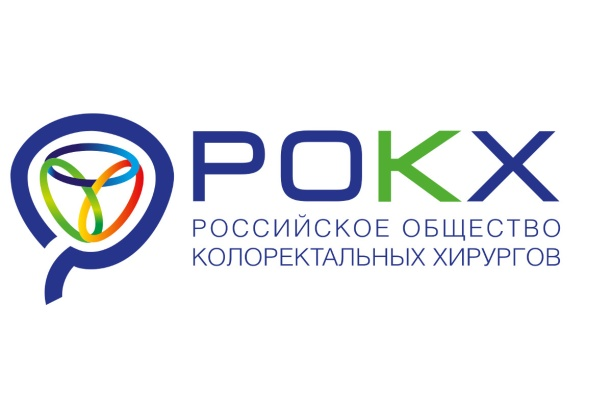 РОКХ
РОССИЙСКОЕ ОБЩЕСТВО
КОЛОРЕКТАЛЬНЫХ ХИРУРГОВ